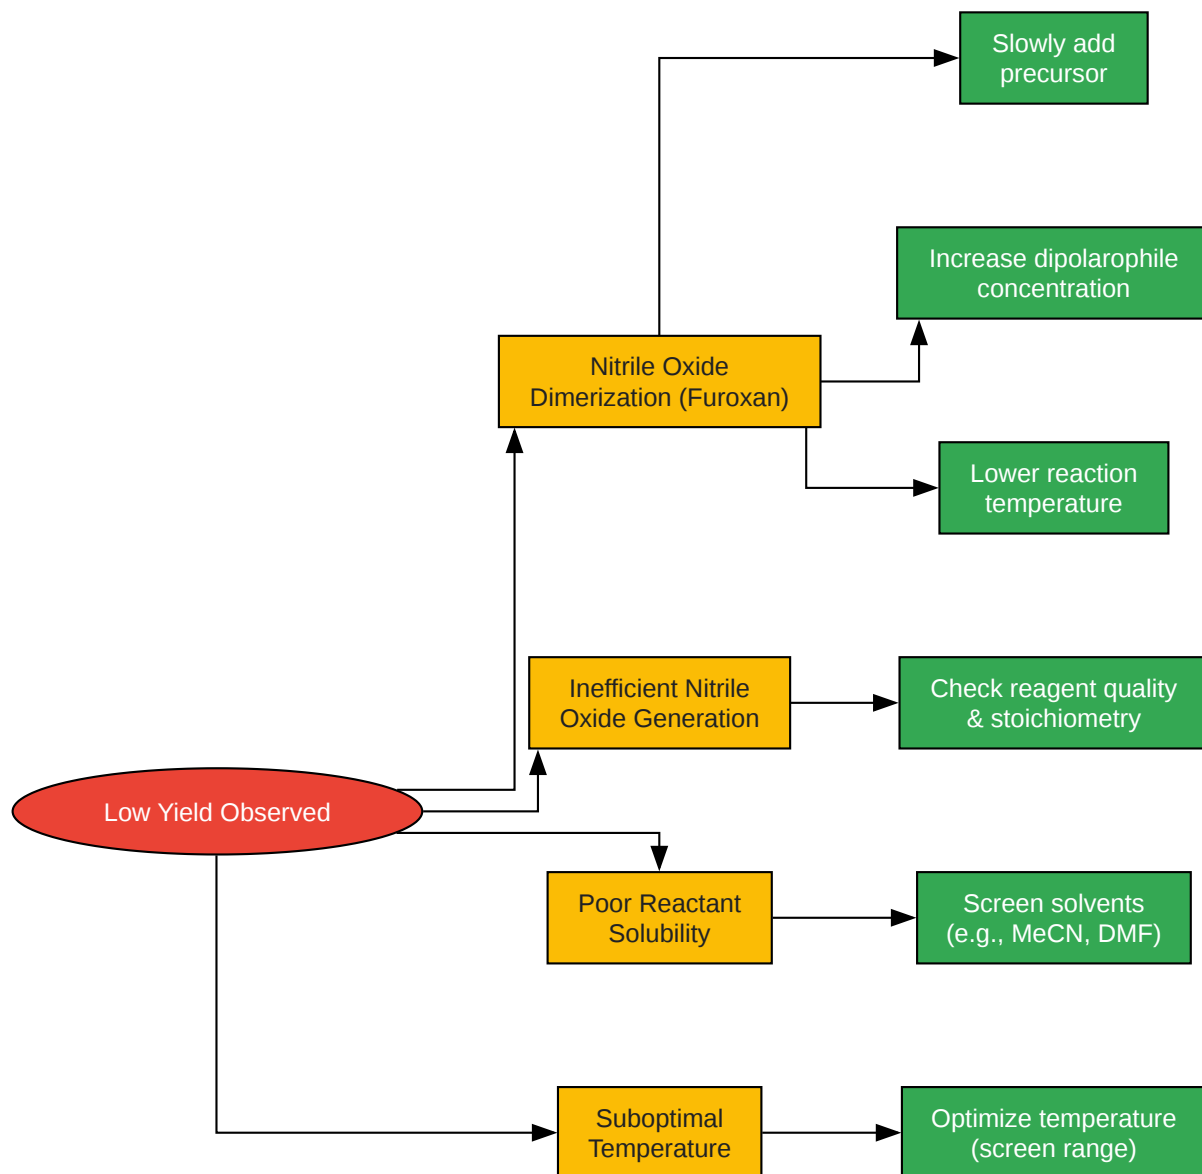 Slowly add
precursor
Increase dipolarophile
concentration
Nitrile Oxide
Dimerization (Furoxan)
Lower reaction
temperature
Inefficient Nitrile
Oxide Generation
Check reagent quality
& stoichiometry
Low Yield Observed
Poor Reactant
Solubility
Screen solvents
(e.g., MeCN, DMF)
Suboptimal
Temperature
Optimize temperature
(screen range)